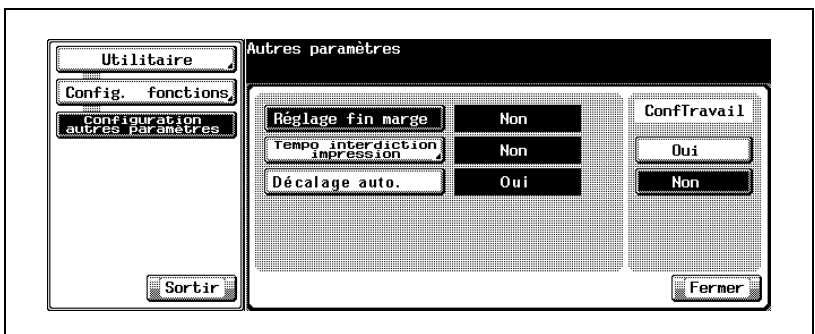 Utilitaire
Config. fonctions
Configuration
autres paramètres
Sortir
Autres paramètres
Réglage fin marge
Non
Tempo interdiction
impression
Non
Décalage auto.
Oui
ConfTravail
Oui
Non
Fermer